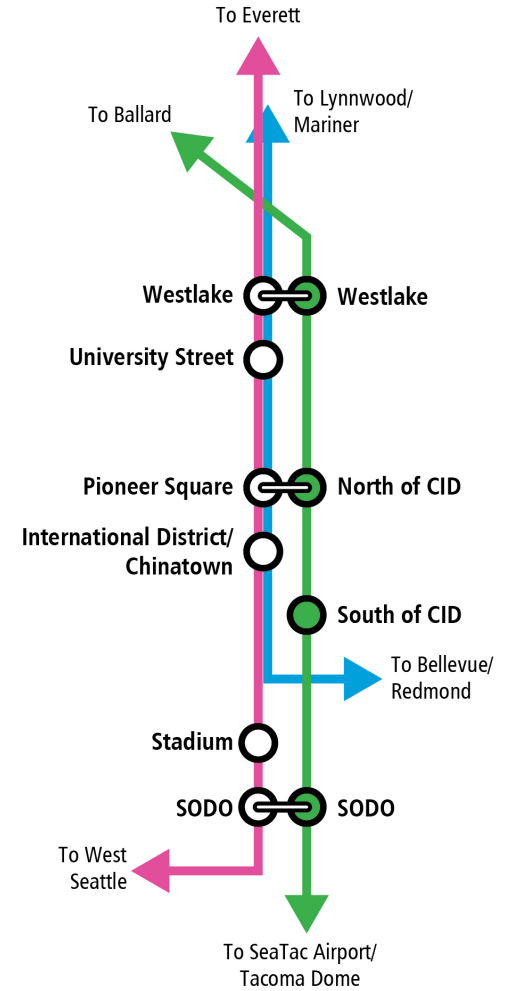 To Everett
To Lynnwood/
Mariner
To Ballard
Westlake
Westlake
University Street
Pioneer Square
North of CID
International District/
Chinatown
South of CID
To Bellevue/
Redmond
Stadium
SODO
SODO
To West
Seattle
To SeaTac Airport/
Tacoma Dome